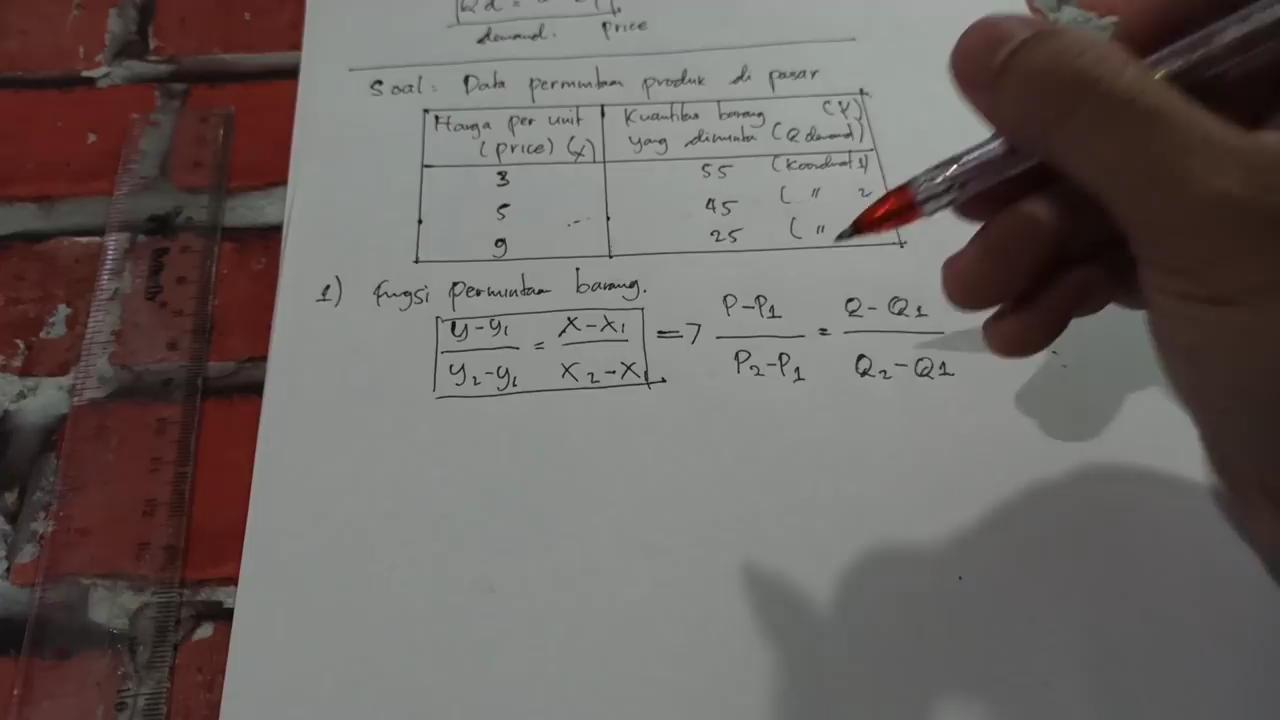 Qd =
demand. price
Soal: Data permintaan produk di pasar
Harga per unit (price) (x)
Kuantitas barang (Y) yang diminta (Q demand)
3 55 (Koordinat 1)
5 45 ( " 2
9 25 ( "
1) fugsi permintaan barang.
y-y1 / y2-y1 = x-x1 / x2-x1 => P-P1 / P2-P1 = Q-Q1 / Q2-Q1
Butterfly